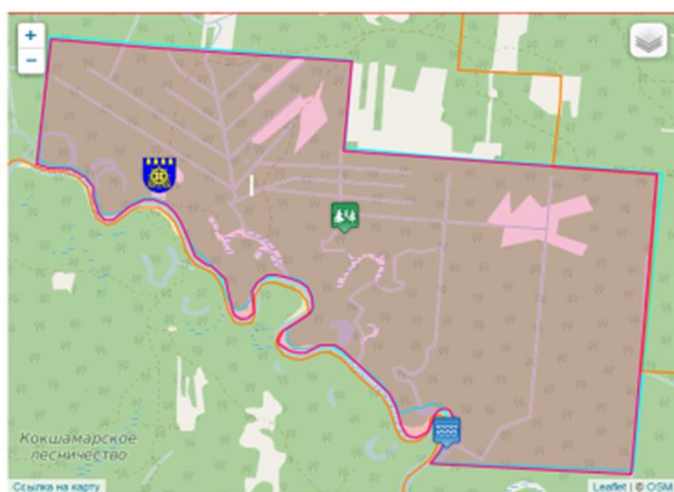 +
−
Кокшамарское
лесничество
Ссылка на карту
Leaflet | © OSM